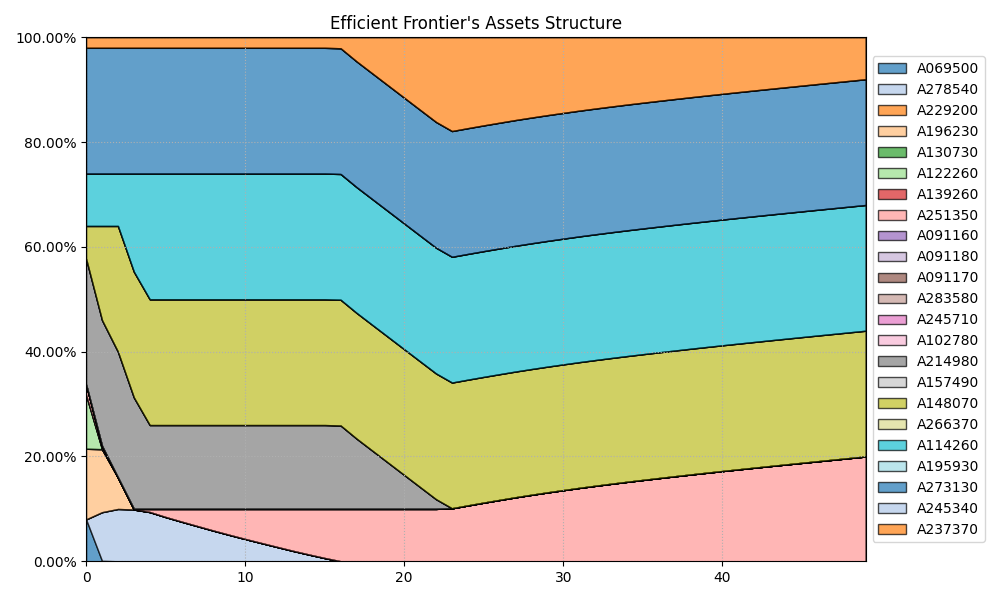 Efficient Frontier's Assets Structure
100.00%
80.00%
60.00%
40.00%
20.00%
0.00%
0
10
20
30
40
A069500
A278540
A229200
A196230
A130730
A122260
A139260
A251350
A091160
A091180
A091170
A283580
A245710
A102780
A214980
A157490
A148070
A266370
A114260
A195930
A273130
A245340
A237370